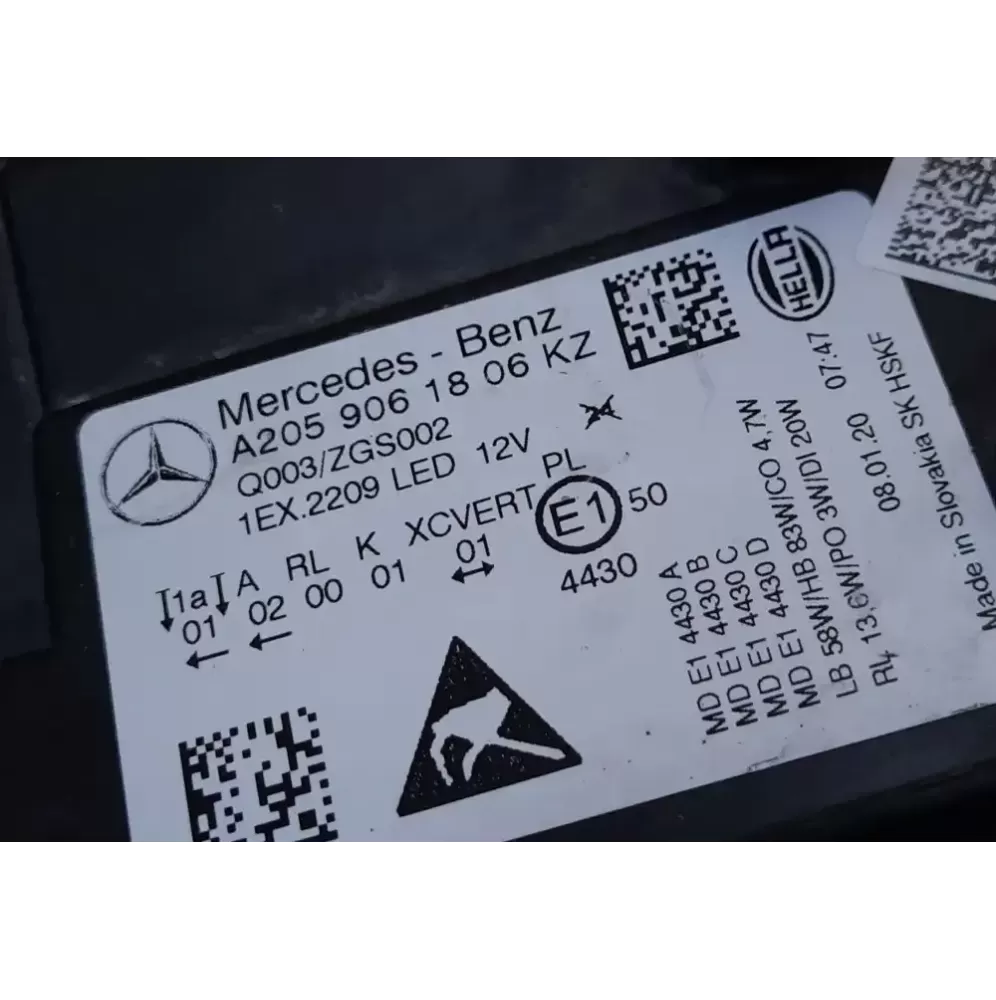 Mercedes - Benz
A205 906 18 06 KZ
Q003/ZGS002
1EX.2209 LED 12V
1a A RL K XCVERT PL
01 02 00 01 01 E1 50
4430
HELLA
MD E1 4430 A
MD E1 4430 B
MD E1 4430 C
MD E1 4430 D
LB 58W/HB 83W/CO 4,7W
13,6W/PO 3W/DI 20W
08.01.20 07:47
Made in Slovakia SK HSKF